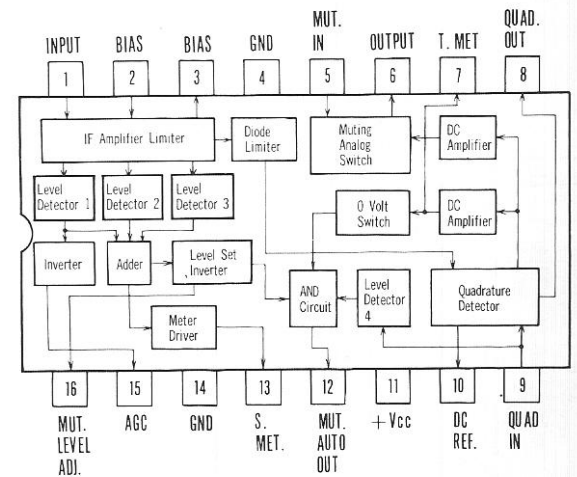 INPUT
BIAS
BIAS
GND
MUT.
IN
OUTPUT
T. MET
QUAD.
OUT
1
2
3
4
5
6
7
8
IF Amplifier Limiter
Diode
Limiter
Muting
Analog
Switch
DC
Amplifier
Level
Detector 1
Level
Detector 2
Level
Detector 3
0 Volt
Switch
DC
Amplifier
Inverter
Adder
Level Set
Inverter
AND
Circuit
Level
Detector
4
Quadrature
Detector
Meter
Driver
16
15
14
13
12
11
10
9
MUT.
LEVEL
ADJ.
AGC
GND
S.
MET.
MUT.
AUTO
OUT
+Vcc
DC
REF.
QUAD
IN